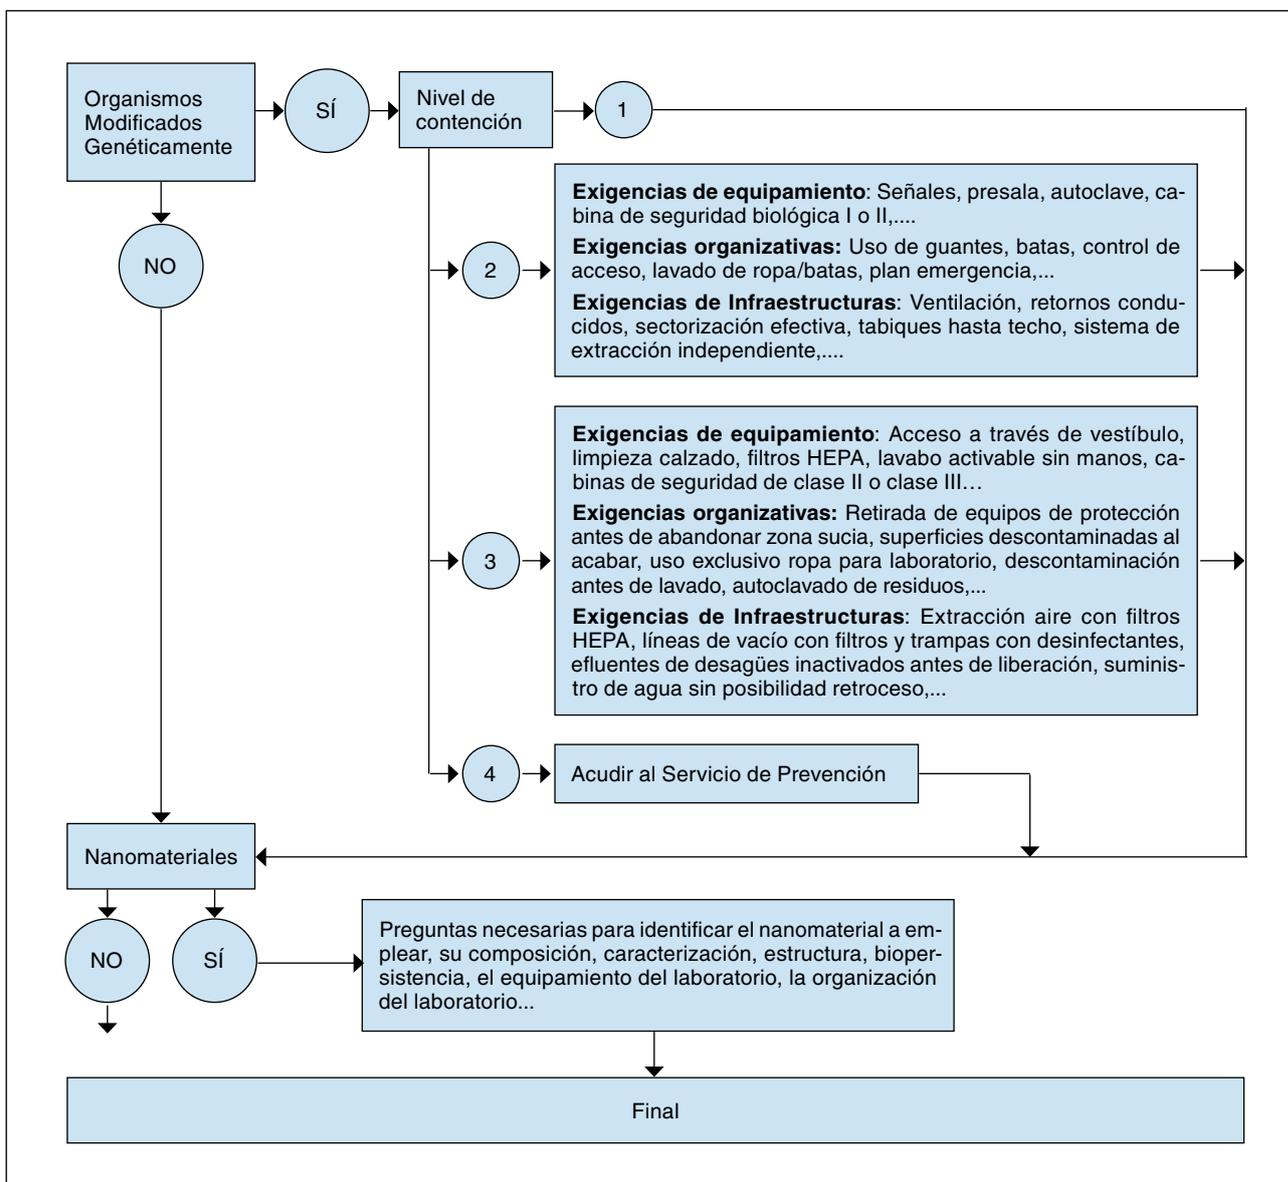 Organismos
Modificados
Genéticamente
SÍ
Nivel de
contención
1
NO
2
Exigencias de equipamiento: Señales, presala, autoclave, ca-
bina de seguridad biológica I o II,....
Exigencias organizativas: Uso de guantes, batas, control de
acceso, lavado de ropa/batas, plan emergencia,...
Exigencias de Infraestructuras: Ventilación, retornos condu-
cidos, sectorización efectiva, tabiques hasta techo, sistema de
extracción independiente,....
3
Exigencias de equipamiento: Acceso a través de vestíbulo,
limpieza calzado, filtros HEPA, lavabo activable sin manos, ca-
binas de seguridad de clase II o clase III...
Exigencias organizativas: Retirada de equipos de protección
antes de abandonar zona sucia, superficies descontaminadas al
acabar, uso exclusivo ropa para laboratorio, descontaminación
antes de lavado, autoclavado de residuos,...
Exigencias de Infraestructuras: Extracción aire con filtros
HEPA, líneas de vacío con filtros y trampas con desinfectantes,
efluentes de desagües inactivados antes de liberación, suminis-
tro de agua sin posibilidad retroceso,...
4
Acudir al Servicio de Prevención
Nanomateriales
NO
SÍ
Preguntas necesarias para identificar el nanomaterial a em-
plear, su composición, caracterización, estructura, bioper-
sistencia, el equipamiento del laboratorio, la organización
del laboratorio...
Final